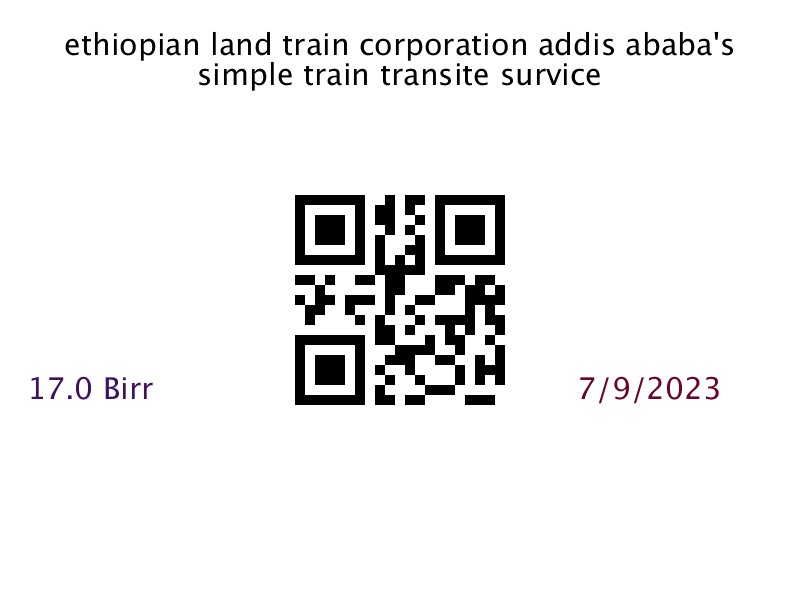 ethiopian land train corporation addis ababa's
simple train transite survice
17.0 Birr
7/9/2023